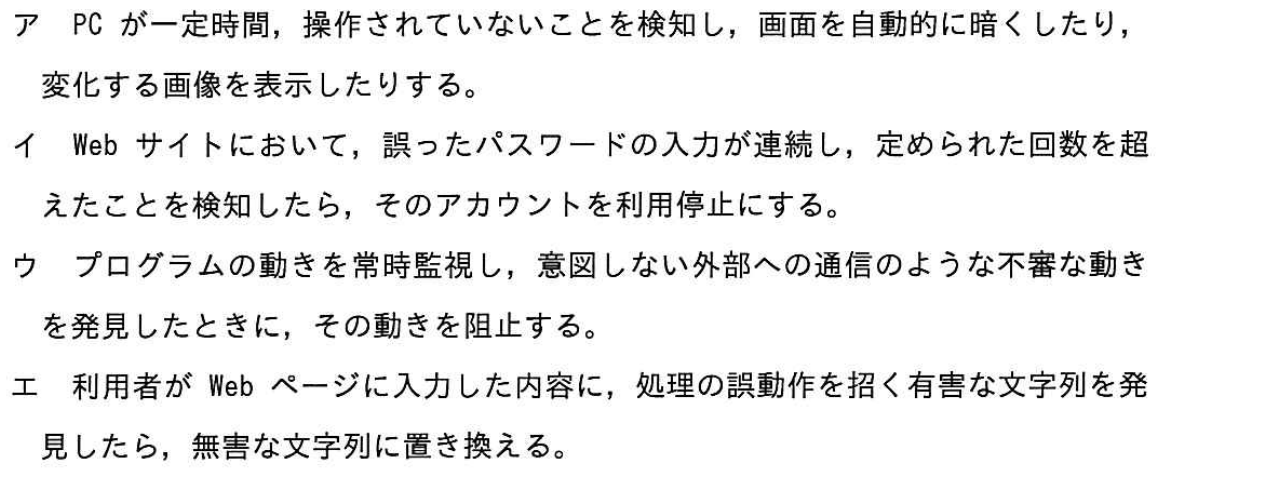 ア　PC が一定時間，操作されていないことを検知し，画面を自動的に暗くしたり，
変化する画像を表示したりする。
イ　Web サイトにおいて，誤ったパスワードの入力が連続し，定められた回数を超
えたことを検知したら，そのアカウントを利用停止にする。
ウ　プログラムの動きを常時監視し，意図しない外部への通信のような不審な動き
を発見したときに，その動きを阻止する。
エ　利用者が Web ページに入力した内容に，処理の誤動作を招く有害な文字列を発
見したら，無害な文字列に置き換える。